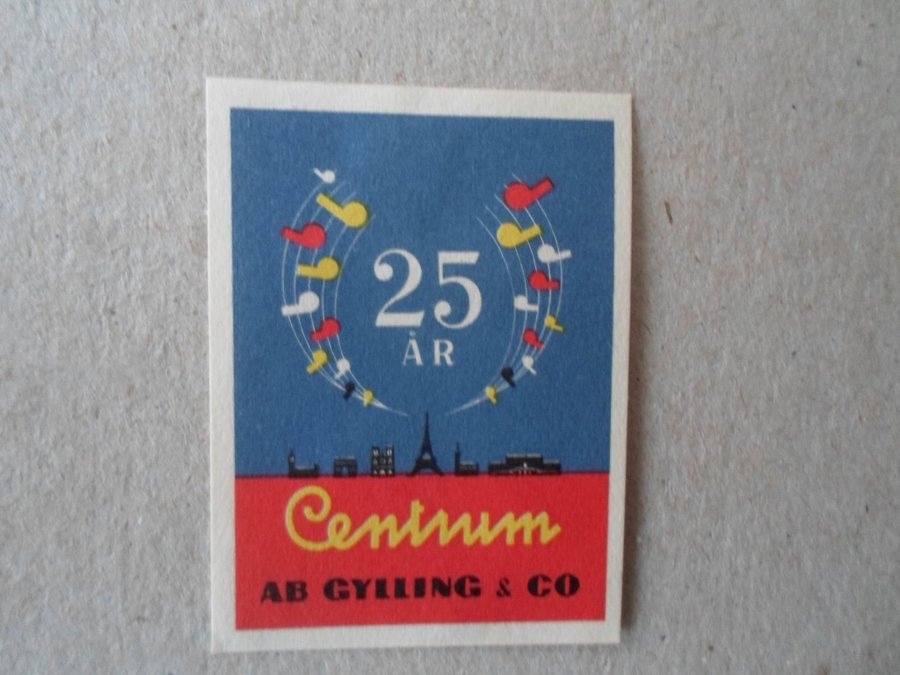 25
ÅR
Centrum
AB GYLLING & CO